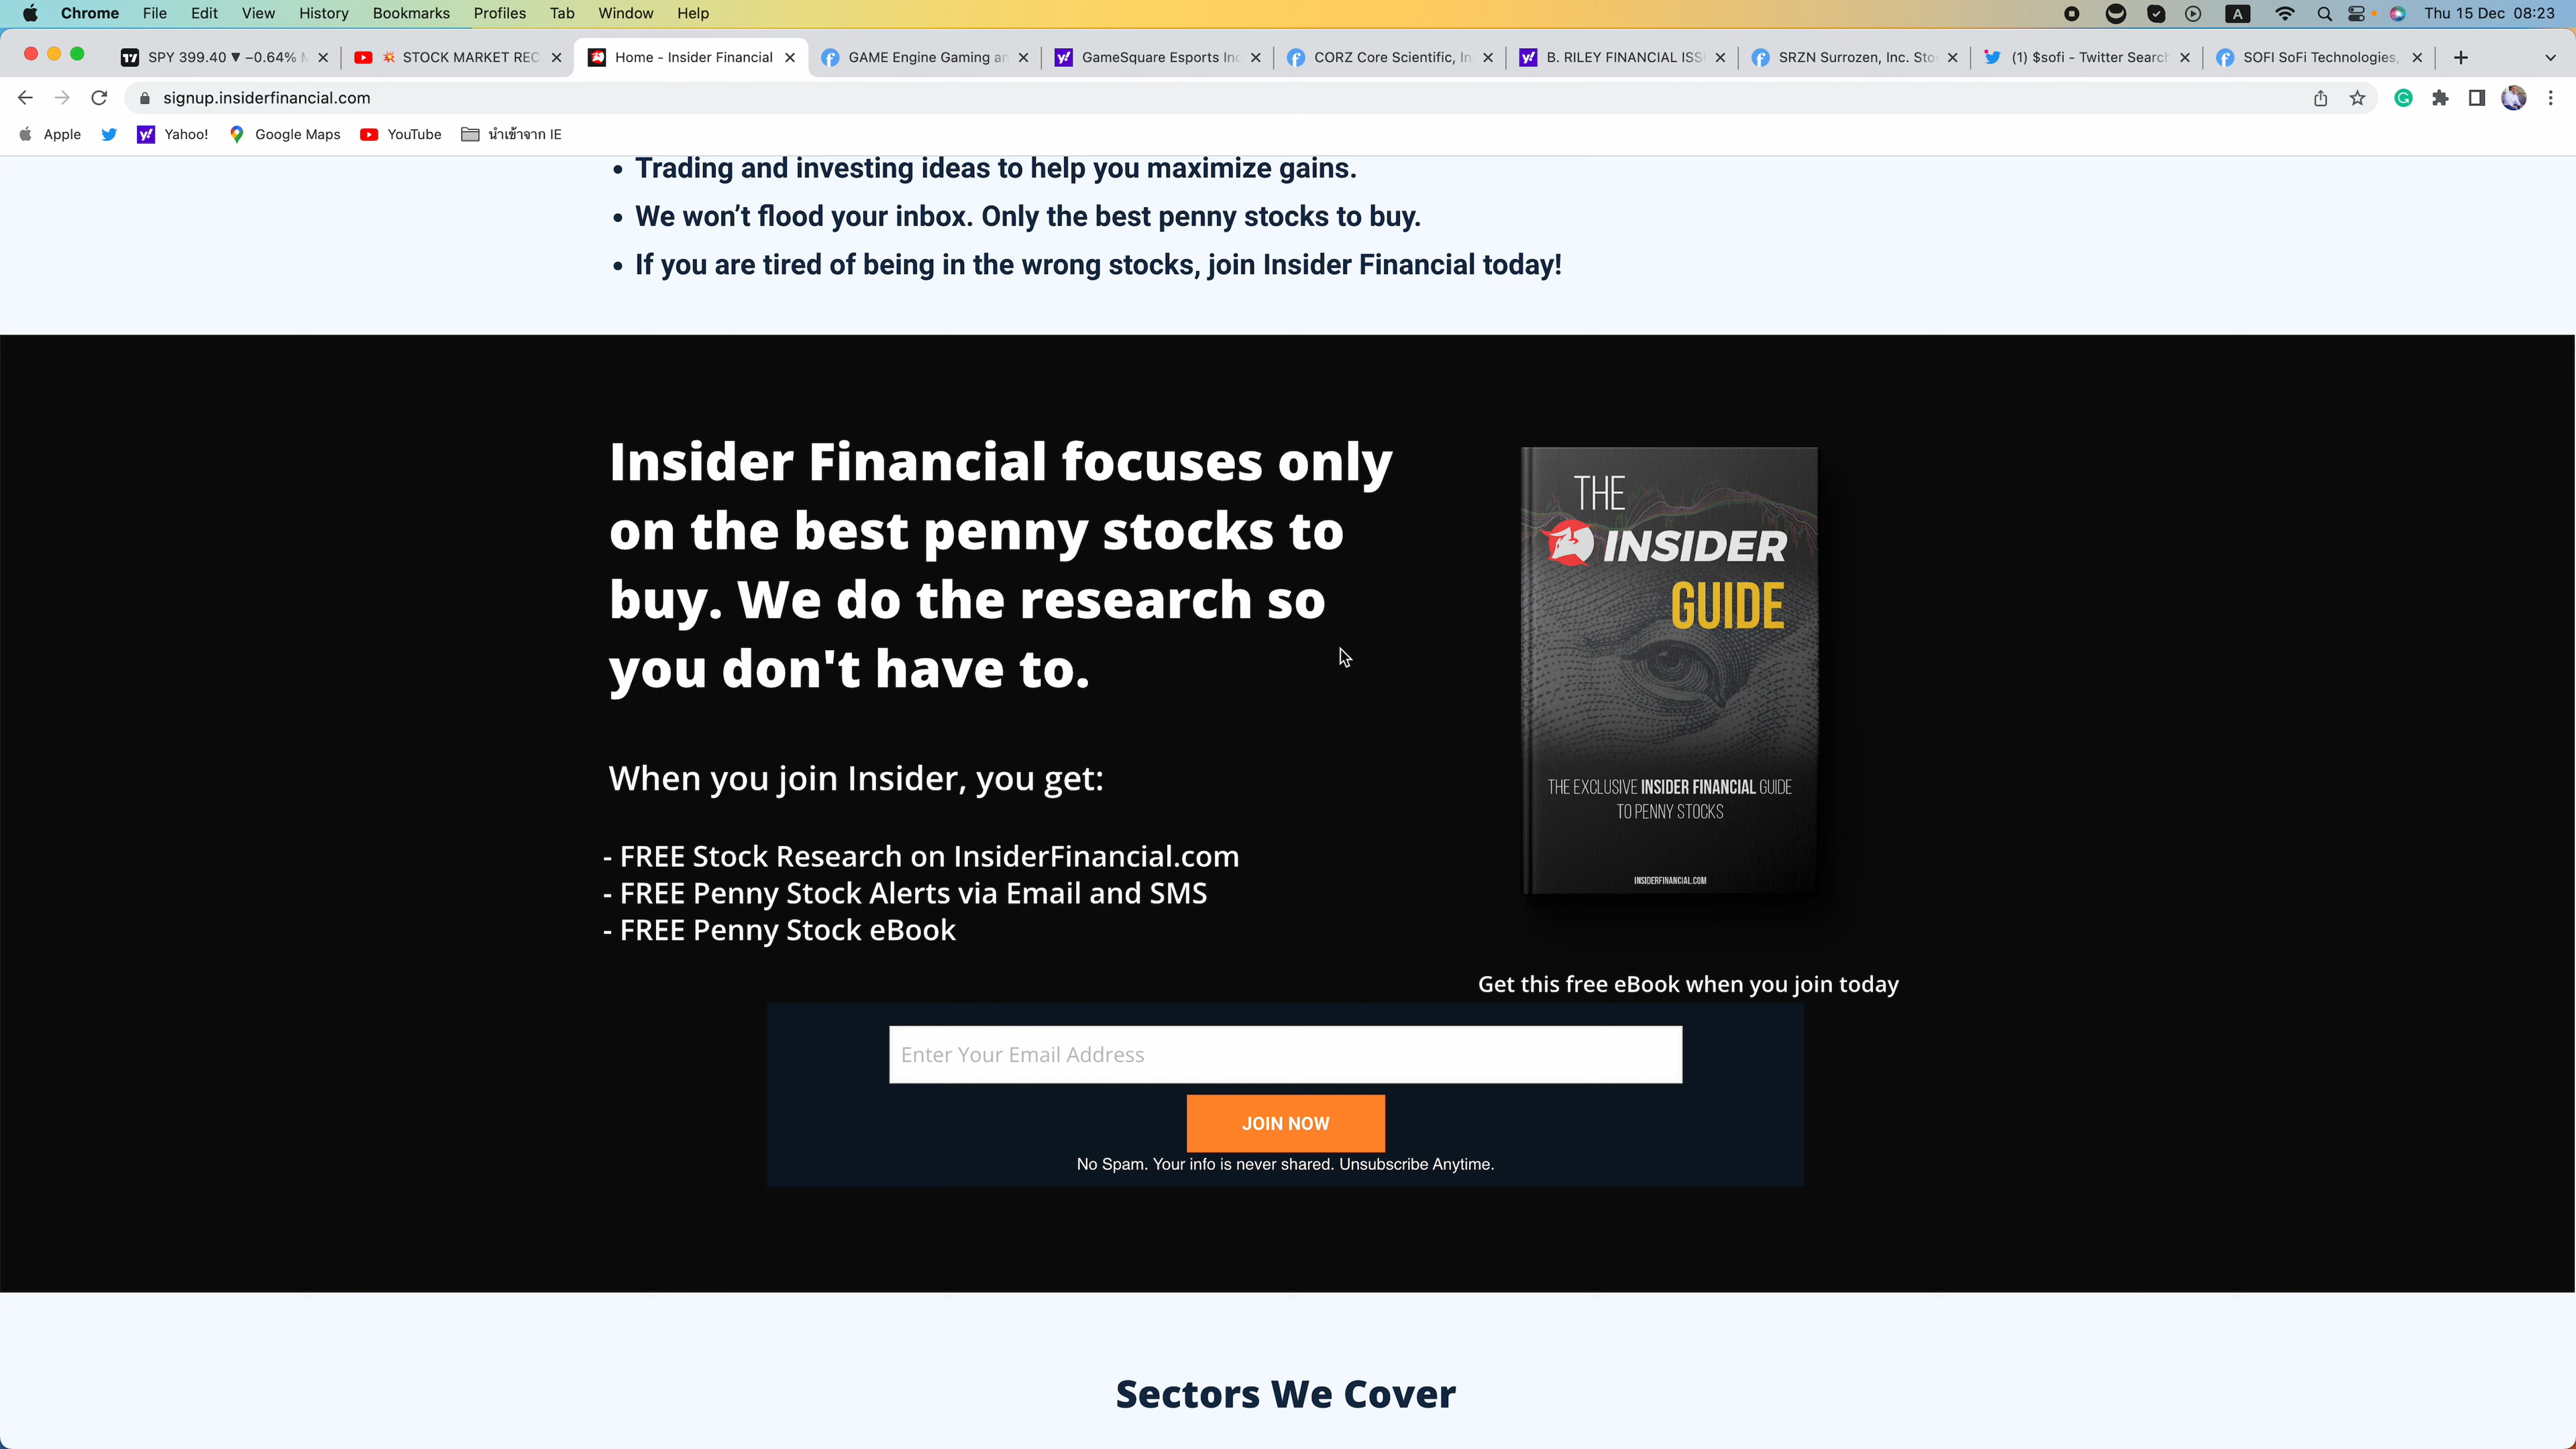 Chrome File Edit View History Bookmarks Profiles Tab Window Help A Thu 15 Dec 08:23
SPY 399.40 ▼ −0.64% STOCK MARKET REC Home - Insider Financial GAME Engine Gaming an GameSquare Esports Inc CORZ Core Scientific, In B. RILEY FINANCIAL ISS SRZN Surrozen, Inc. Sto (1) $sofi - Twitter Search SOFI SoFi Technologies,
signup.insiderfinancial.com
Apple Yahoo! Google Maps YouTube นำเข้าจาก IE
• Trading and investing ideas to help you maximize gains.
• We won’t flood your inbox. Only the best penny stocks to buy.
• If you are tired of being in the wrong stocks, join Insider Financial today!
Insider Financial focuses only
on the best penny stocks to
buy. We do the research so
you don't have to.
When you join Insider, you get:
- FREE Stock Research on InsiderFinancial.com
- FREE Penny Stock Alerts via Email and SMS
- FREE Penny Stock eBook
THE
INSIDER
GUIDE
THE EXCLUSIVE INSIDER FINANCIAL GUIDE
TO PENNY STOCKS
INSIDERFINANCIAL.COM
Get this free eBook when you join today
Enter Your Email Address
JOIN NOW
No Spam. Your info is never shared. Unsubscribe Anytime.
Sectors We Cover